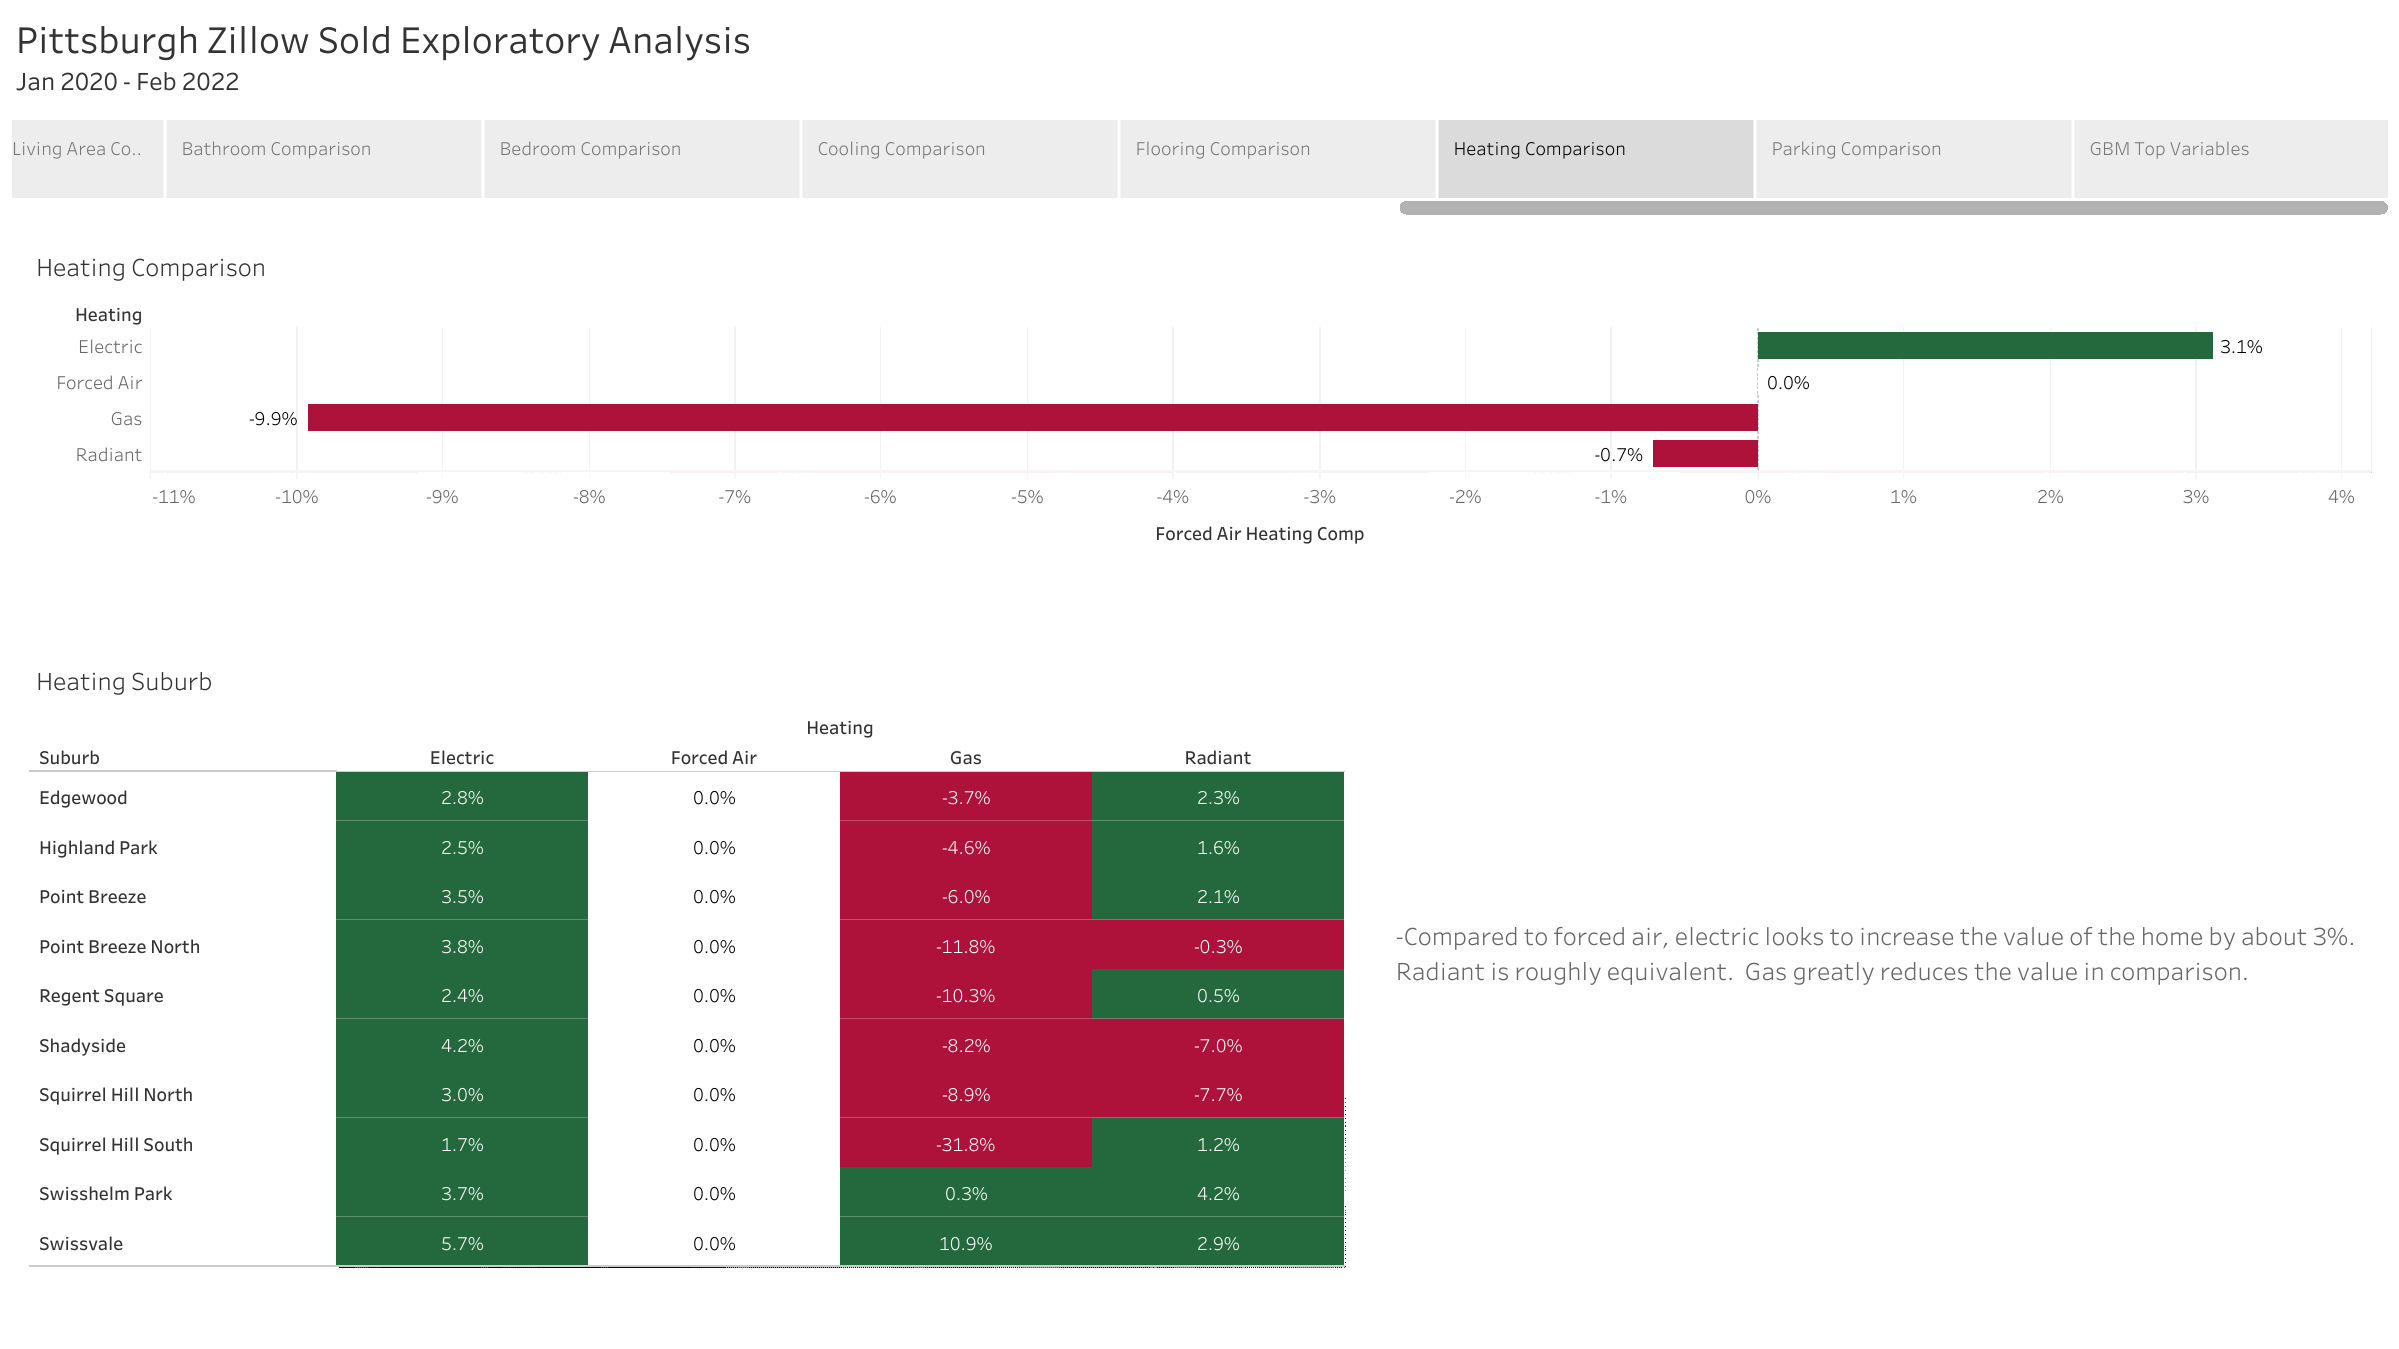 Pittsburgh Zillow Sold Exploratory Analysis
Jan 2020 - Feb 2022
Living Area Co.. Bathroom Comparison Bedroom Comparison Cooling Comparison Flooring Comparison Heating Comparison Parking Comparison GBM Top Variables
Heating Comparison
Heating
Electric 3.1%
Forced Air 0.0%
Gas -9.9%
Radiant -0.7%
-11% -10% -9% -8% -7% -6% -5% -4% -3% -2% -1% 0% 1% 2% 3% 4%
Forced Air Heating Comp
Heating Suburb
Heating
Suburb Electric Forced Air Gas Radiant
Edgewood 2.8% 0.0% -3.7% 2.3%
Highland Park 2.5% 0.0% -4.6% 1.6%
Point Breeze 3.5% 0.0% -6.0% 2.1%
Point Breeze North 3.8% 0.0% -11.8% -0.3%
Regent Square 2.4% 0.0% -10.3% 0.5%
Shadyside 4.2% 0.0% -8.2% -7.0%
Squirrel Hill North 3.0% 0.0% -8.9% -7.7%
Squirrel Hill South 1.7% 0.0% -31.8% 1.2%
Swisshelm Park 3.7% 0.0% 0.3% 4.2%
Swissvale 5.7% 0.0% 10.9% 2.9%
-Compared to forced air, electric looks to increase the value of the home by about 3%.
Radiant is roughly equivalent.  Gas greatly reduces the value in comparison.